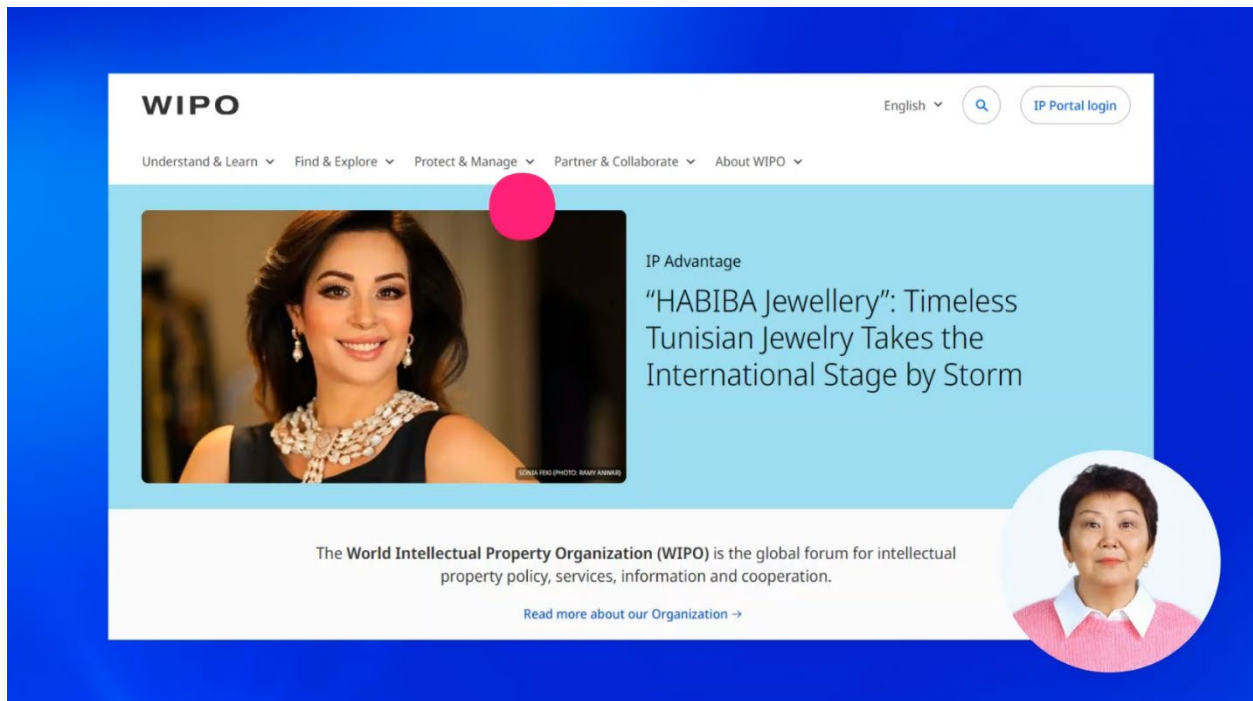 WIPO
English
IP Portal login
Understand & Learn
Find & Explore
Protect & Manage
Partner & Collaborate
About WIPO
SONIA FEKI (PHOTO: RAMY ANWAR)
IP Advantage
“HABIBA Jewellery”: Timeless
Tunisian Jewelry Takes the
International Stage by Storm
The World Intellectual Property Organization (WIPO) is the global forum for intellectual
property policy, services, information and cooperation.
Read more about our Organization →